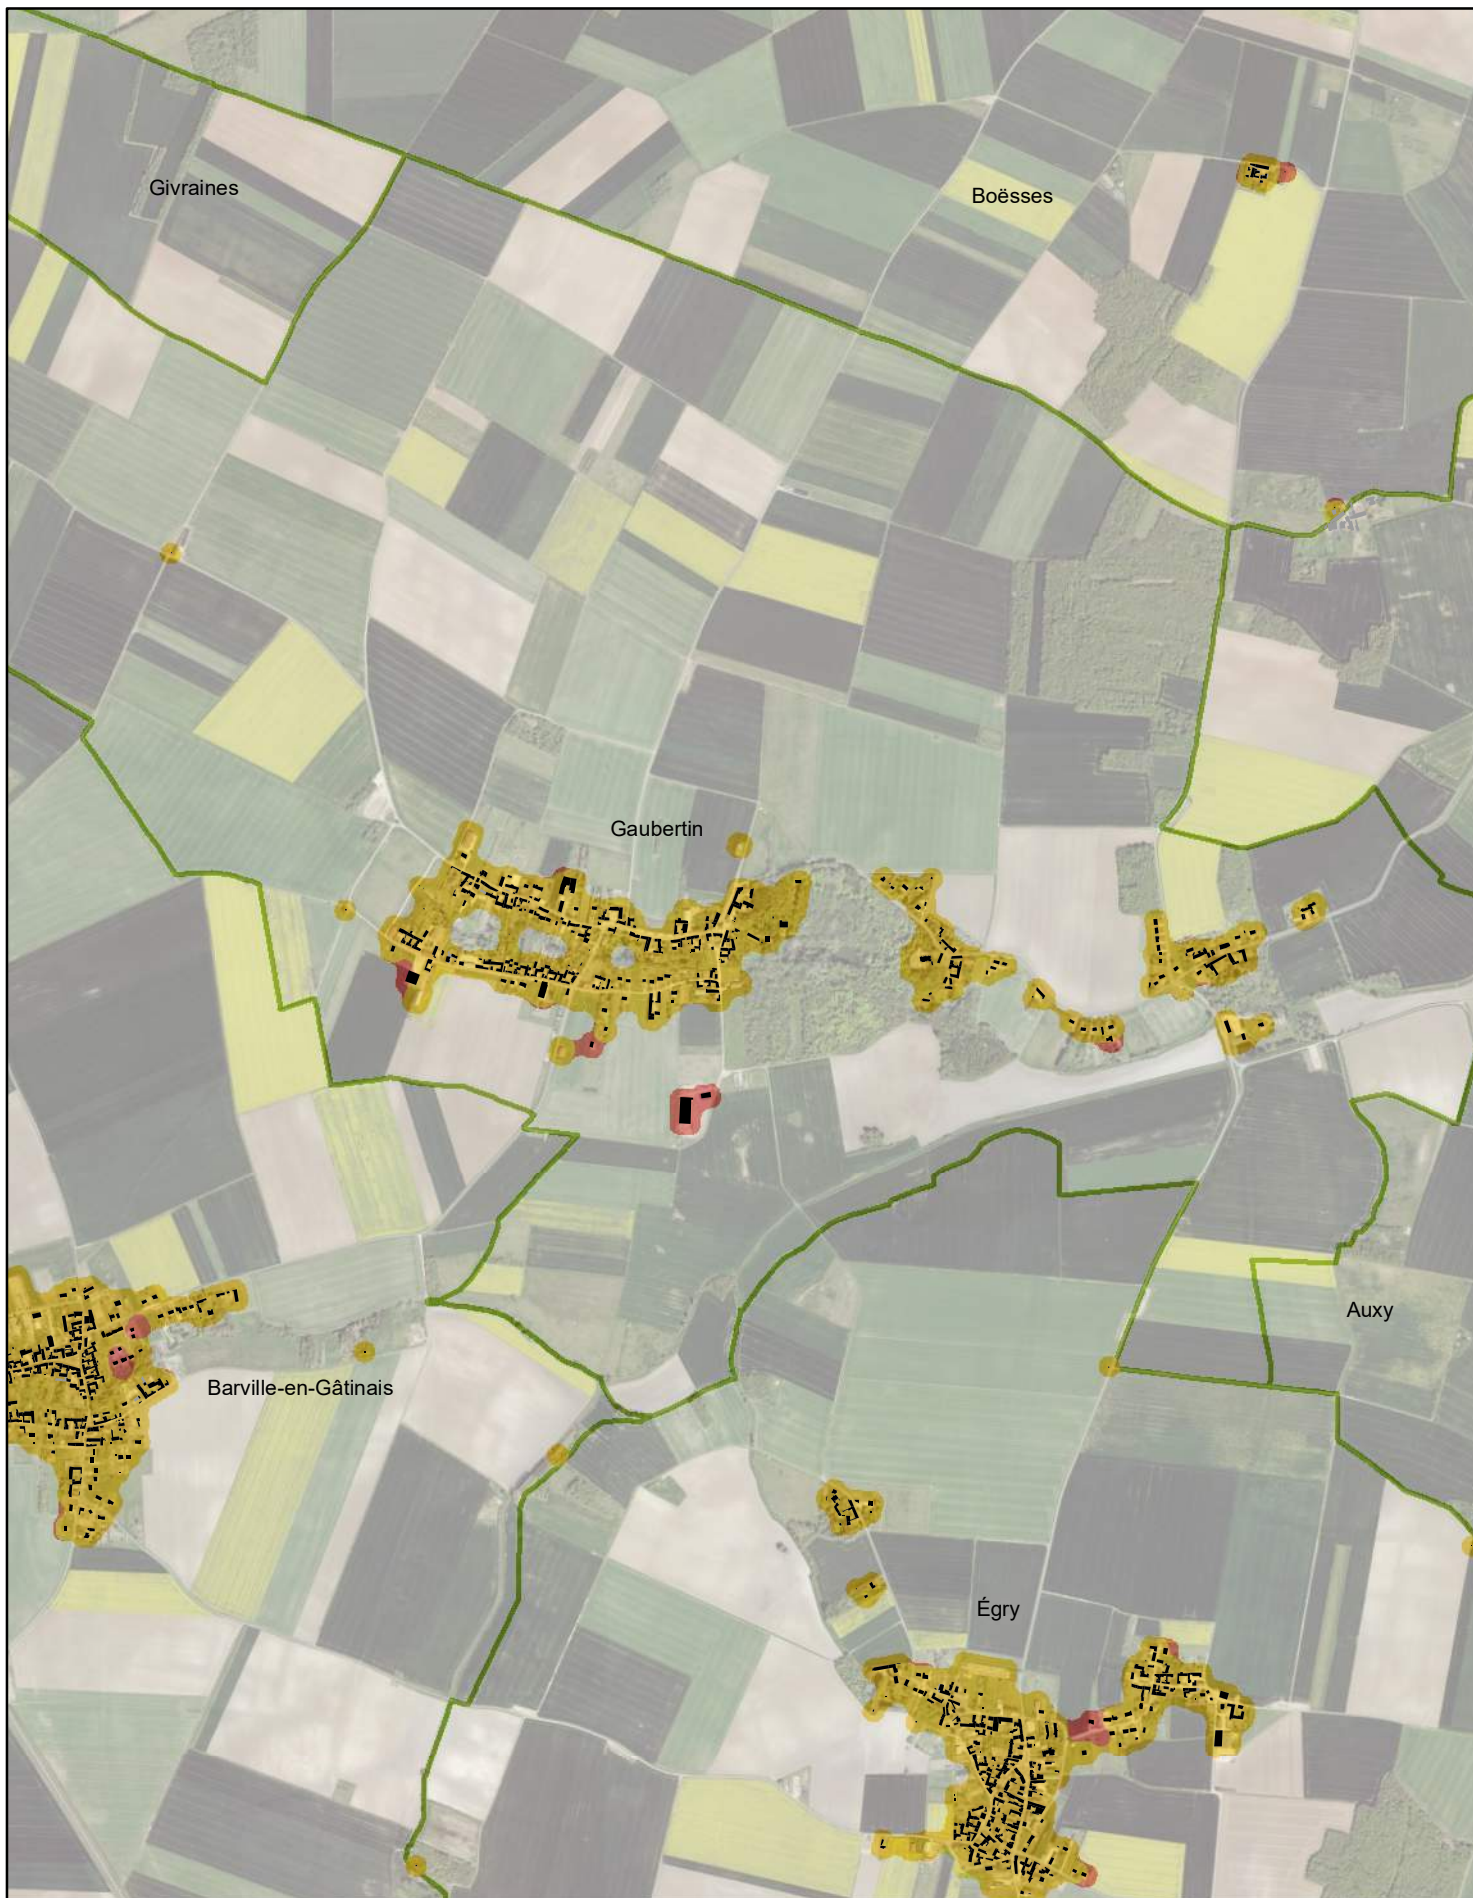 Givraines
Boësses
Gaubertin
Auxy
Barville-en-Gâtinais
Égry